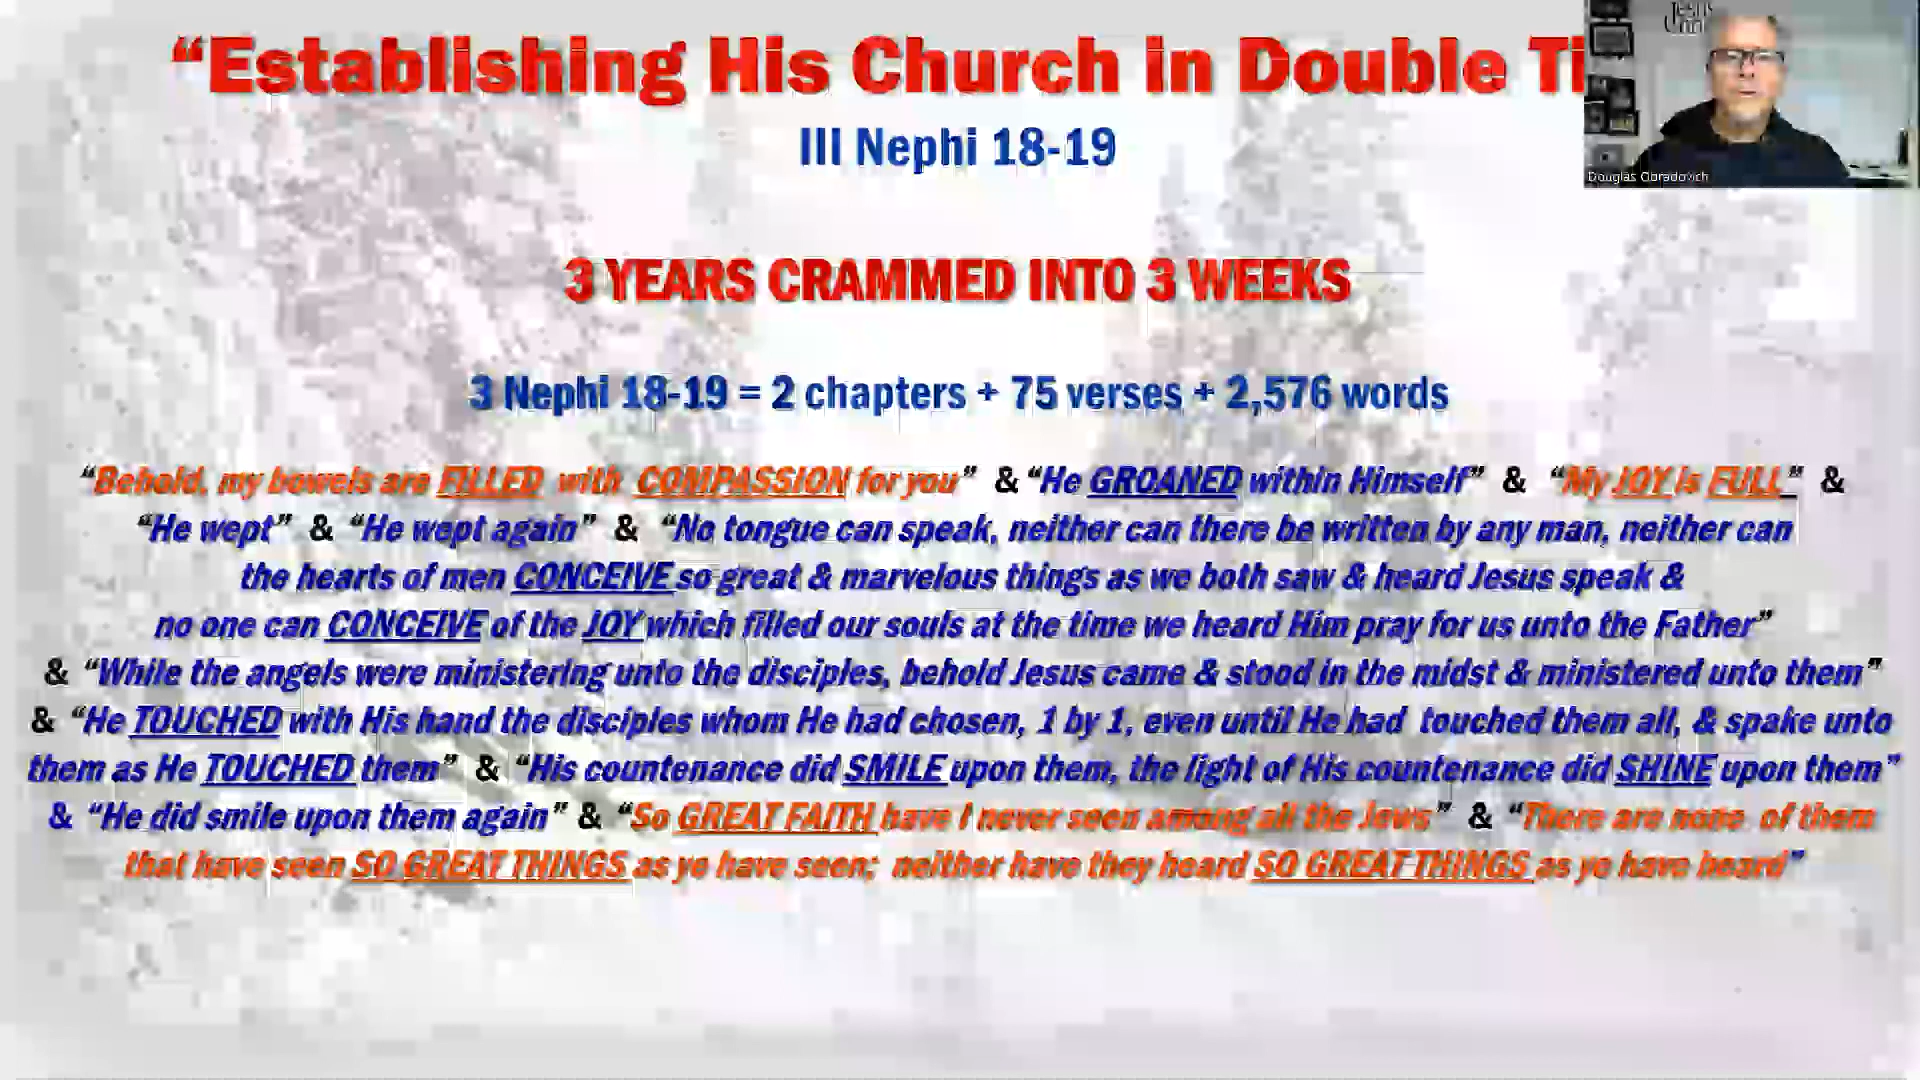 “Establishing His Church in Double Ti
III Nephi 18-19
Jesus
Douglas Obradovich
3 YEARS CRAMMED INTO 3 WEEKS
3 Nephi 18-19 = 2 chapters + 75 verses + 2,576 words
“Behold, my bowels are FILLED with COMPASSION for you” & “He GROANED within Himself” & “My JOY is FULL” &
“He wept” & “He wept again” & “No tongue can speak, neither can there be written by any man, neither can
the hearts of men CONCEIVE so great & marvelous things as we both saw & heard Jesus speak &
no one can CONCEIVE of the JOY which filled our souls at the time we heard Him pray for us unto the Father”
& “While the angels were ministering unto the disciples, behold Jesus came & stood in the midst & ministered unto them”
& “He TOUCHED with His hand the disciples whom He had chosen, 1 by 1, even until He had touched them all, & spake unto
them as He TOUCHED them” & “His countenance did SMILE upon them, the light of His countenance did SHINE upon them”
& “He did smile upon them again” & “So GREAT FAITH have I never seen among all the Jews” & “There are none of them
that have seen SO GREAT THINGS as ye have seen; neither have they heard SO GREAT THINGS as ye have heard”